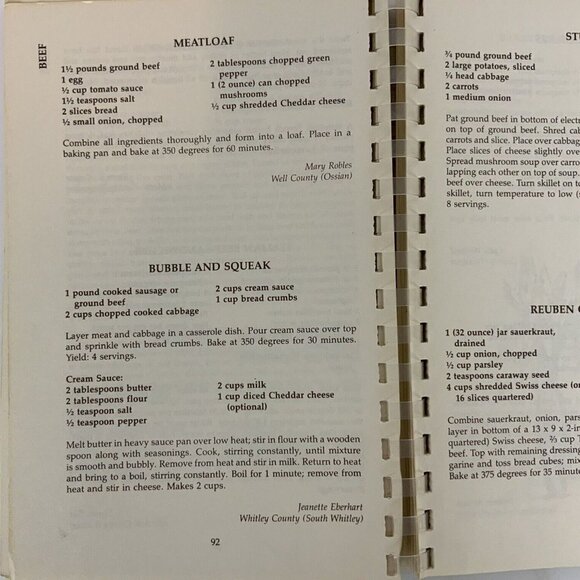 BEEF
MEATLOAF
1½ pounds ground beef
1 egg
½ cup tomato sauce
1½ teaspoons salt
2 slices bread
½ small onion, chopped
2 tablespoons chopped green
pepper
1 (2 ounce) can chopped
mushrooms
½ cup shredded Cheddar cheese
Combine all ingredients thoroughly and form into a loaf. Place in a
baking pan and bake at 350 degrees for 60 minutes.
Mary Robles
Well County (Ossian)
BUBBLE AND SQUEAK
1 pound cooked sausage or
ground beef
2 cups chopped cooked cabbage
2 cups cream sauce
1 cup bread crumbs
Layer meat and cabbage in a casserole dish. Pour cream sauce over top
and sprinkle with bread crumbs. Bake at 350 degrees for 30 minutes.
Yield: 4 servings.
Cream Sauce:
2 tablespoons butter
2 tablespoons flour
½ teaspoon salt
½ teaspoon pepper
2 cups milk
1 cup diced Cheddar cheese
(optional)
Melt butter in heavy sauce pan over low heat; stir in flour with a wooden
spoon along with seasonings. Cook, stirring constantly, until mixture
is smooth and bubbly. Remove from heat and stir in milk. Return to heat
and bring to a boil, stirring constantly. Boil for 1 minute; remove from
heat and stir in cheese. Makes 2 cups.
Jeanette Eberhart
Whitley County (South Whitley)
92
ST
¾ pound ground beef
2 large potatoes, sliced
¼ head cabbage
2 carrots
1 medium onion
Pat ground beef in bottom of elect
on top of ground beef. Shred cab
carrots and slice. Place over cabbag
Place slices of cheese slightly ove
Spread mushroom soup over carro
lapping each other on top of soup.
beef over cheese. Turn skillet on to
skillet, turn temperature to low (s
8 servings.
REUBEN
1 (32 ounce) jar sauerkraut,
drained
½ cup onion, chopped
½ cup parsley
2 teaspoons caraway seed
4 cups shredded Swiss cheese (o
16 slices quartered)
Combine sauerkraut, onion, pars
layer in bottom of a 13 x 9 x 2-in
quartered) Swiss cheese, ⅔ cup T
beef. Top with remaining dressing
garine and toss bread cubes; mix
Bake at 375 degrees for 35 minute